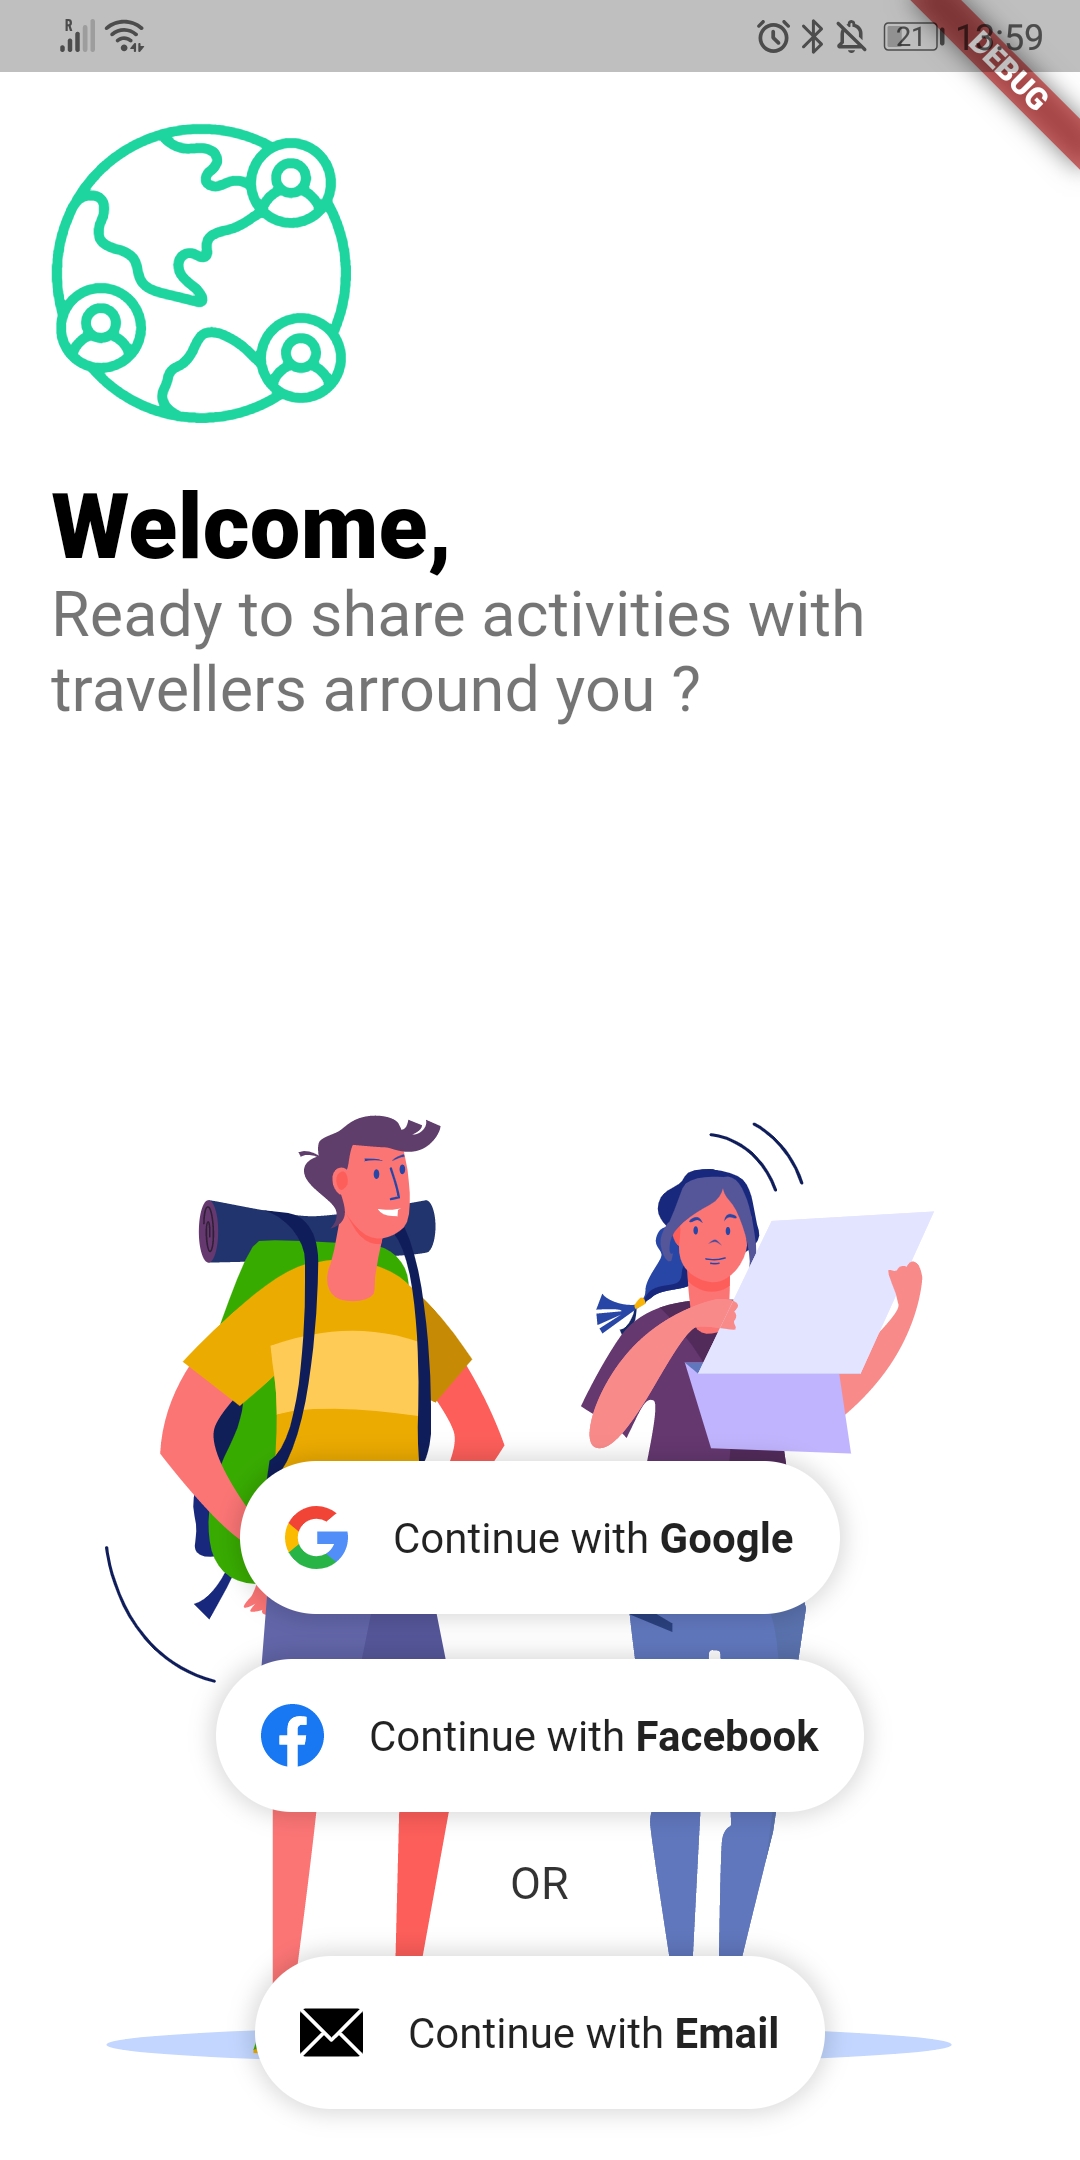 R
21
13:59
DEBUG
Welcome,
Ready to share activities with
travellers arround you ?
Continue with Google
Continue with Facebook
OR
Continue with Email